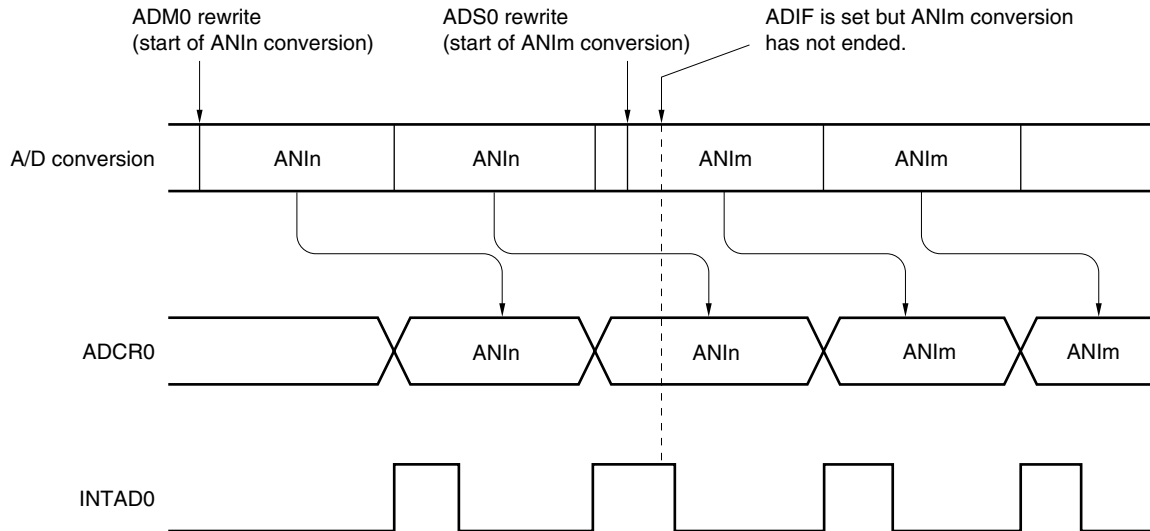 ADM0 rewrite
(start of ANIn conversion)
ADS0 rewrite
(start of ANIm conversion)
ADIF is set but ANIm conversion
has not ended.
A/D conversion
ANIn
ANIn
ANIm
ANIm
ADCR0
ANIn
ANIn
ANIm
ANIm
INTAD0